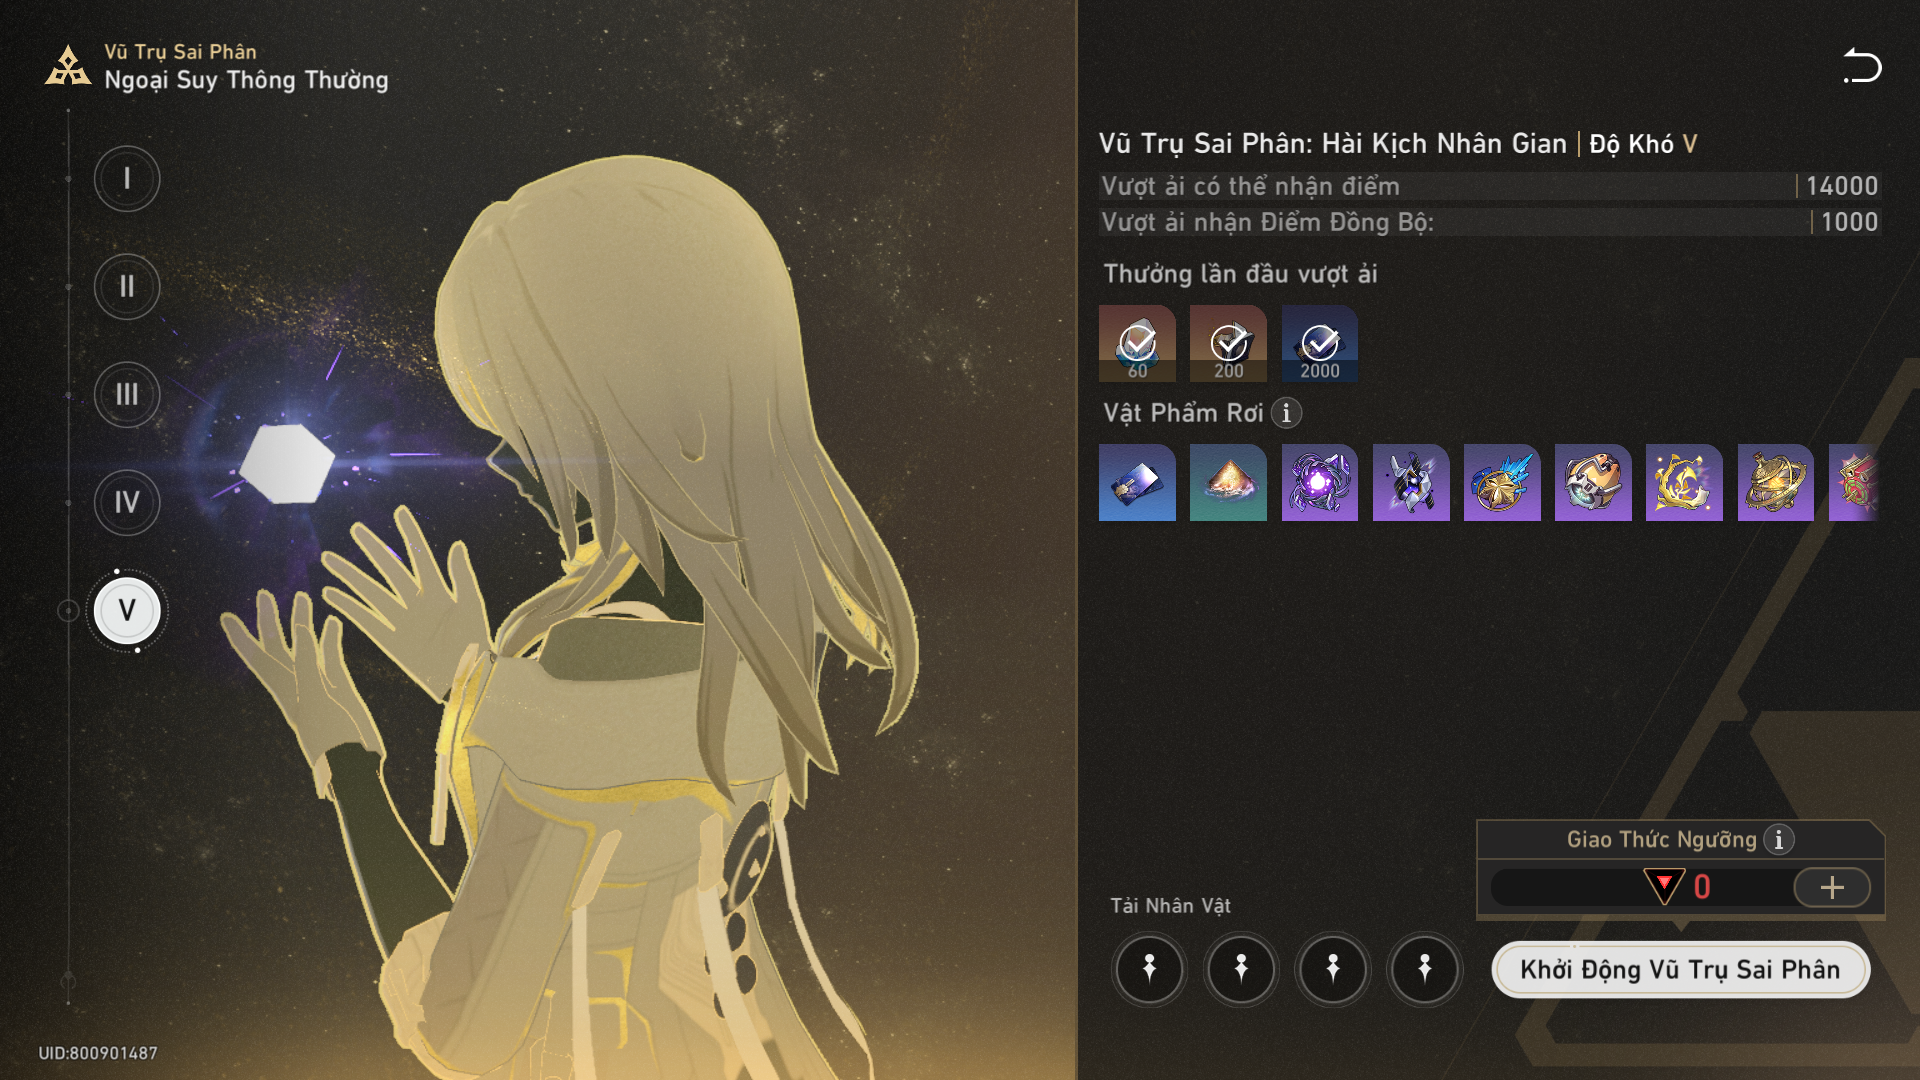 Vũ Trụ Sai Phân
Ngoại Suy Thông Thường
I
II
III
IV
V
Vũ Trụ Sai Phân: Hài Kịch Nhân Gian | Độ Khó V
Vượt ải có thể nhận điểm | 14000
Vượt ải nhận Điểm Đồng Bộ: | 1000
Thưởng lần đầu vượt ải
60 200 2000
Vật Phẩm Rơi
Giao Thức Ngưỡng
0
Tải Nhân Vật
Khởi Động Vũ Trụ Sai Phân
UID:800901487